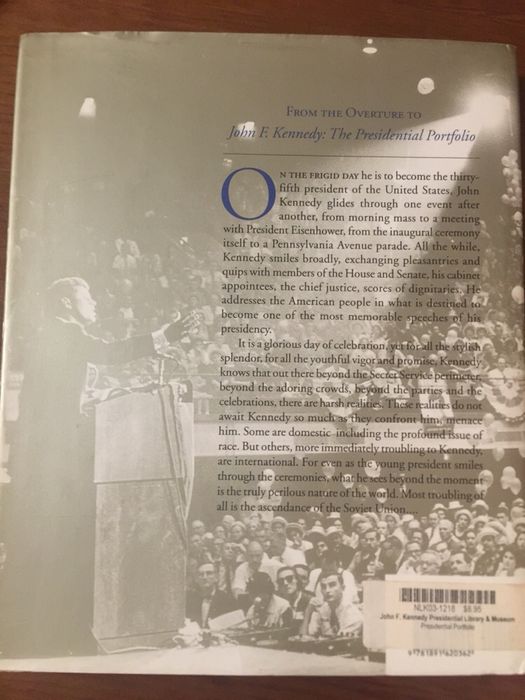 FROM THE OVERTURE TO
John F. Kennedy: The Presidential Portfolio
ON THE FRIGID DAY he is to become the thirty-
fifth president of the United States, John
Kennedy glides through one event after
another, from morning mass to a meeting
with President Eisenhower, from the inaugural ceremony
itself to a Pennsylvania Avenue parade. All the while,
Kennedy smiles broadly, exchanging pleasantries and
quips with members of the House and Senate, his cabinet
appointees, the chief justice, scores of dignitaries. He
addresses the American people in what is destined to
become one of the most memorable speeches of his
presidency.
It is a glorious day of celebration, yet for all the stylish
splendor, for all the youthful vigor and promise, Kennedy
knows that out there beyond the Secret Service perimeter,
beyond the adoring crowds, beyond the parties and the
celebrations, there are harsh realities. These realities do not
await Kennedy so much as they confront him, menace
him. Some are domestic including the profound issue of
race. But others, more immediately troubling to Kennedy,
are international. For even as the young president smiles
through the ceremonies, what he sees beyond the moment
is the truly perilous nature of the world. Most troubling of
all is the ascendance of the Soviet Union....
NLK03-1218 $8.95
John F. Kennedy Presidential Library & Museum
Presidential Portfolio
9 781891 620362